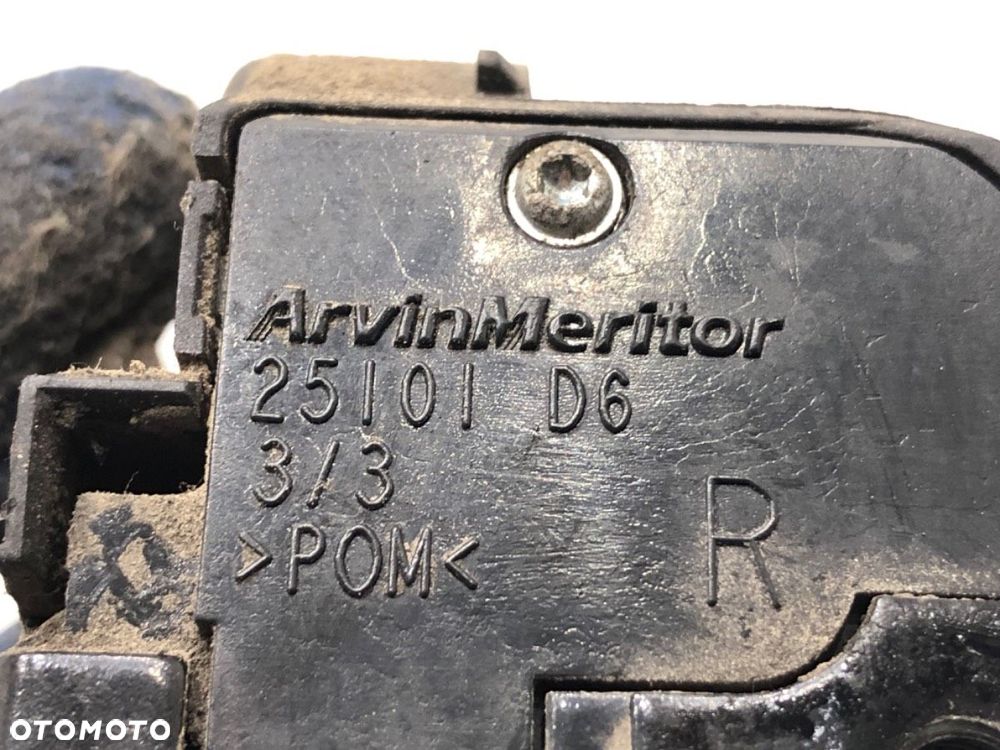 ArvinMeritor
25101 D6
3/3
>POM<
R
OTOMOTO